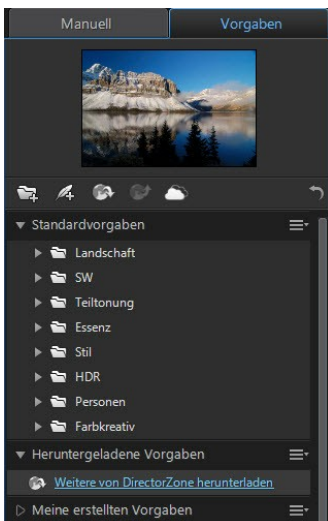 Manuell
Vorgaben
Standardvorgaben
Landschaft
SW
Teiltonung
Essenz
Stil
HDR
Personen
Farbkreativ
Heruntergeladene Vorgaben
Weitere von DirectorZone herunterladen
Meine erstellten Vorgaben